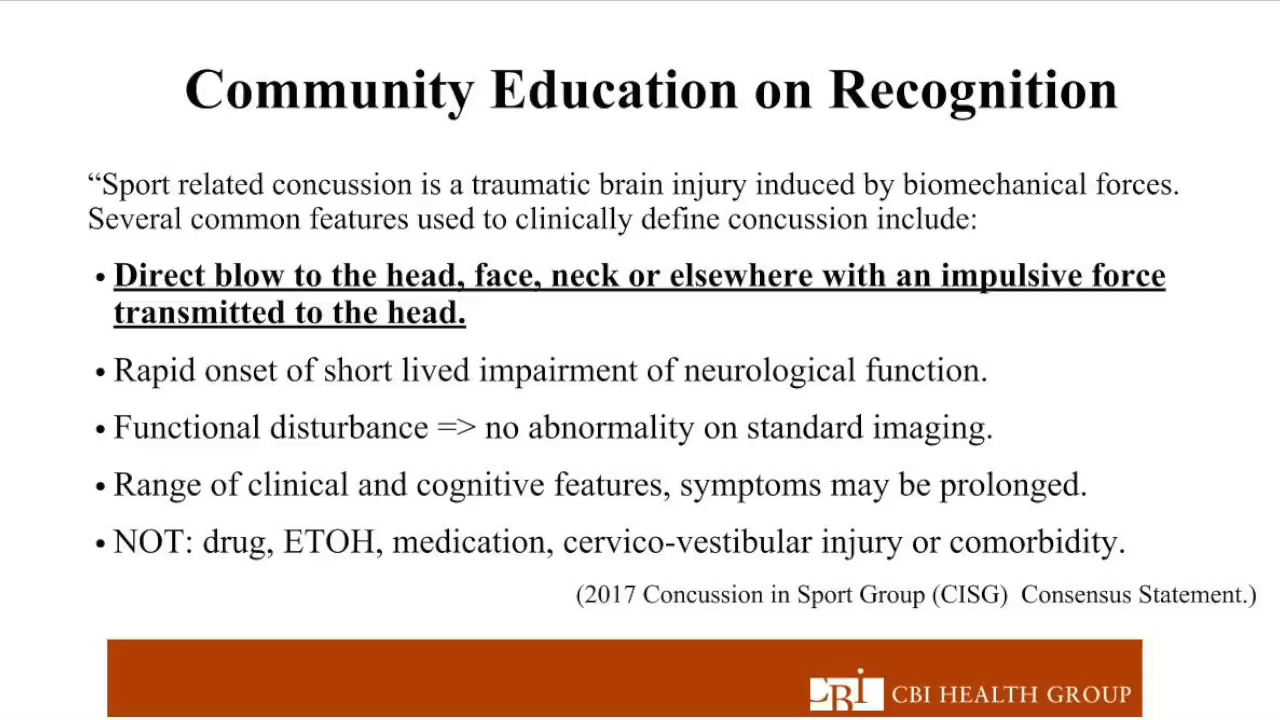 Community Education on Recognition
“Sport related concussion is a traumatic brain injury induced by biomechanical forces.
Several common features used to clinically define concussion include:
• Direct blow to the head, face, neck or elsewhere with an impulsive force
transmitted to the head.
• Rapid onset of short lived impairment of neurological function.
• Functional disturbance => no abnormality on standard imaging.
• Range of clinical and cognitive features, symptoms may be prolonged.
• NOT: drug, ETOH, medication, cervico-vestibular injury or comorbidity.
(2017 Concussion in Sport Group (CISG)  Consensus Statement.)
CBI CBI HEALTH GROUP